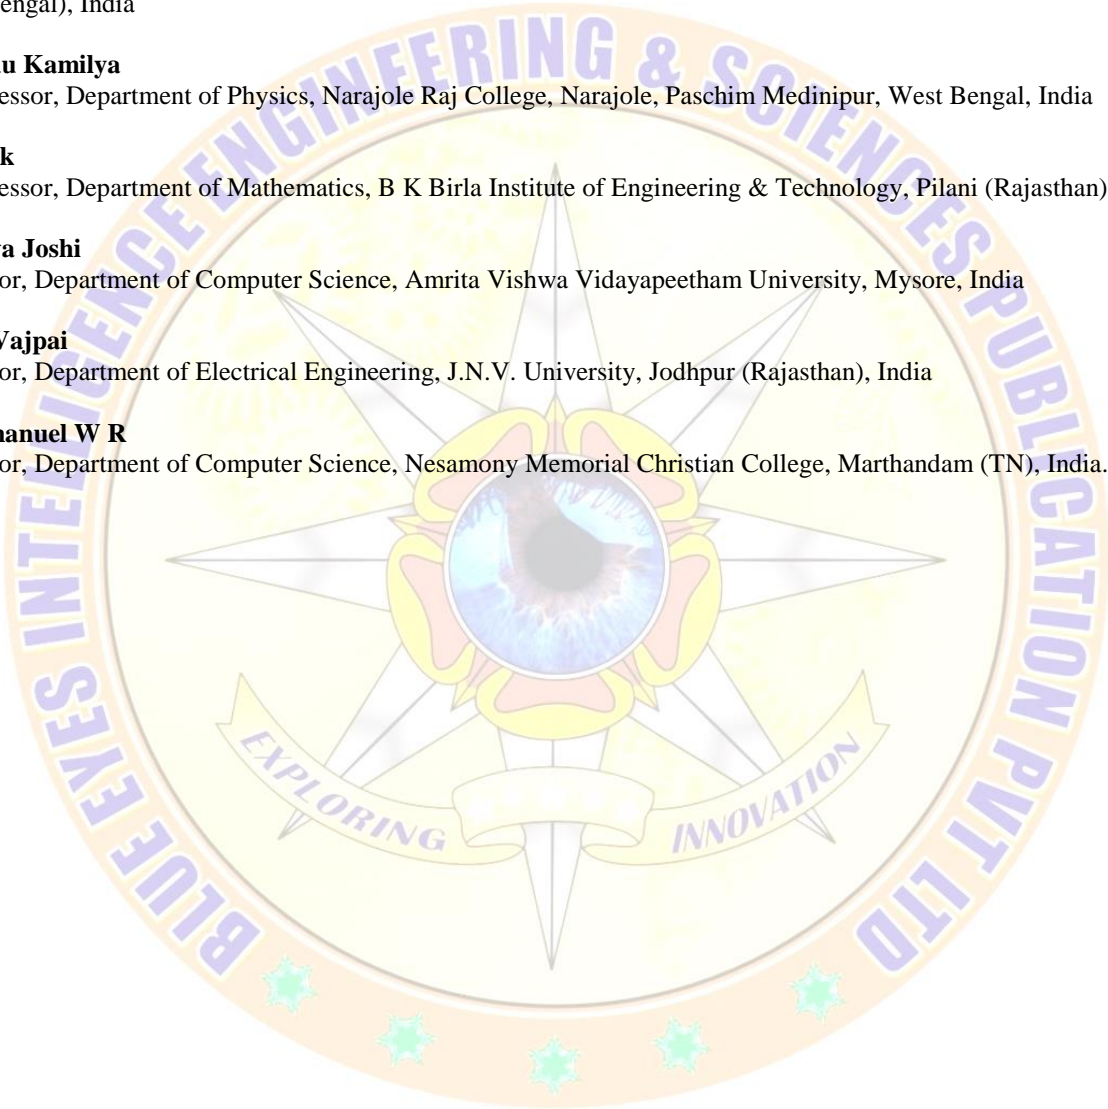 engal), India
u Kamilya
essor, Department of Physics, Narajole Raj College, Narajole, Paschim Medinipur, West Bengal, India
k
essor, Department of Mathematics, B K Birla Institute of Engineering & Technology, Pilani (Rajasthan)
a Joshi
or, Department of Computer Science, Amrita Vishwa Vidayapeetham University, Mysore, India
Vajpai
or, Department of Electrical Engineering, J.N.V. University, Jodhpur (Rajasthan), India
anuel W R
or, Department of Computer Science, Nesamony Memorial Christian College, Marthandam (TN), India.
BLUE EYES INTELLIGENCE ENGINEERING & SCIENCES PUBLICATION PVT LTD
EXPLORING INNOVATION